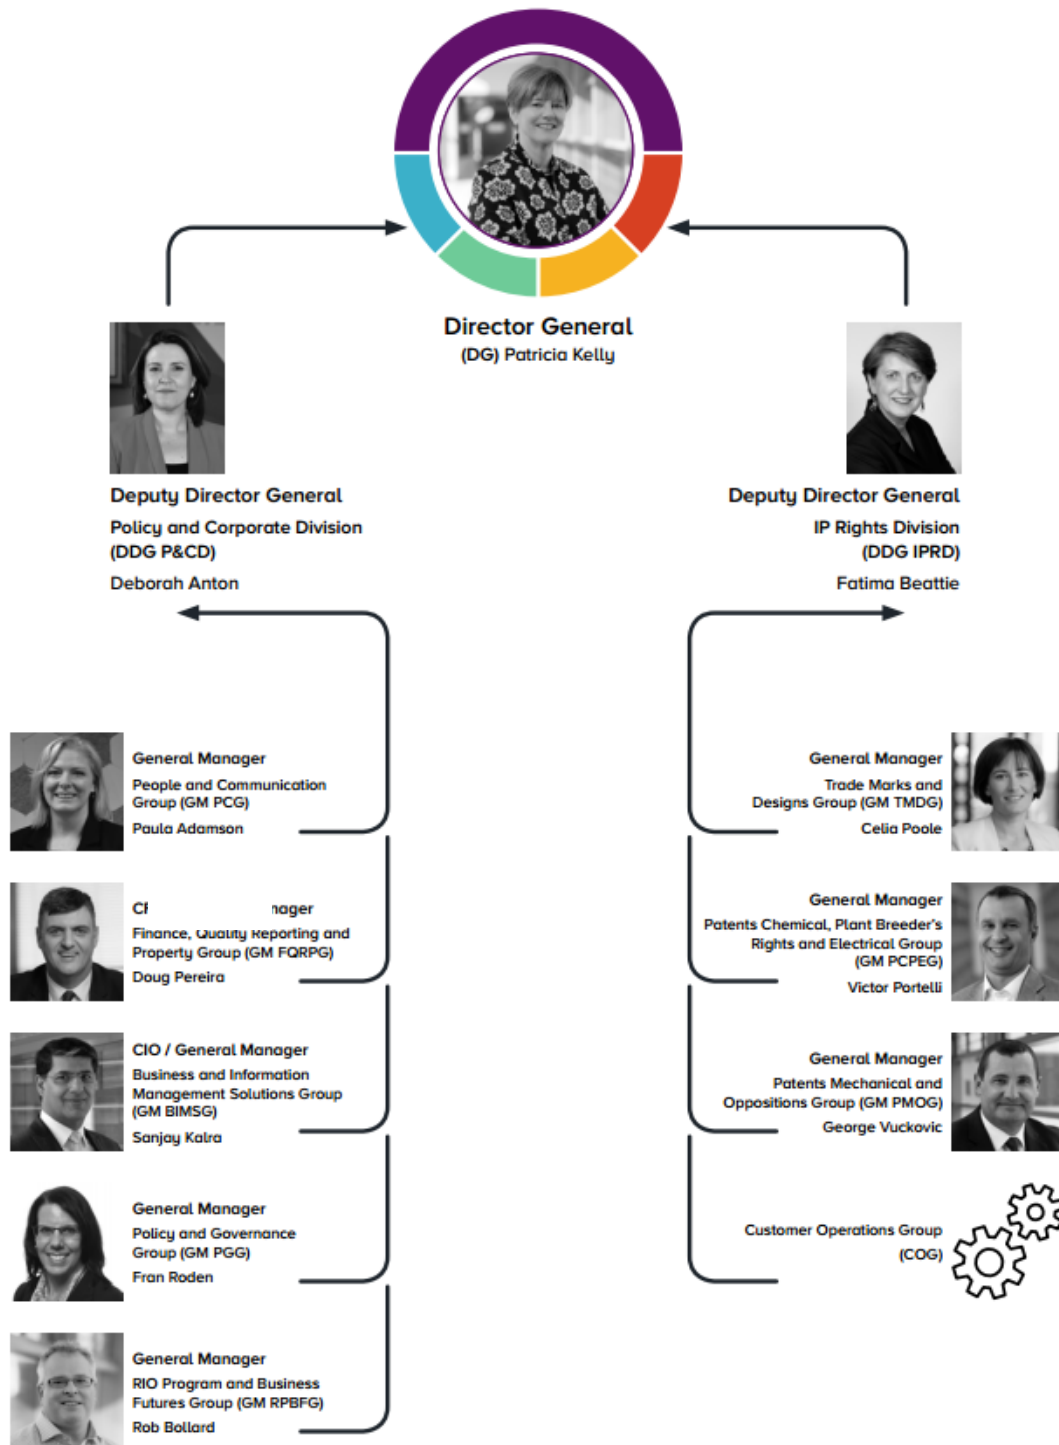 Director General
(DG) Patricia Kelly
Deputy Director General
Policy and Corporate Division
(DDG P&CD)
Deborah Anton
Deputy Director General
IP Rights Division
(DDG IPRD)
Fatima Beattie
General Manager
People and Communication
Group (GM PCG)
Paula Adamson
Finance, Quality Reporting and
Property Group (GM FQRPG)
Doug Pereira
CIO / General Manager
Business and Information
Management Solutions Group
(GM BIMSG)
Sanjay Kalra
General Manager
Policy and Governance
Group (GM PGG)
Fran Roden
General Manager
RIO Program and Business
Futures Group (GM RPBFG)
Rob Bollard
General Manager
Trade Marks and
Designs Group (GM TMDG)
Celia Poole
General Manager
Patents Chemical, Plant Breeder's
Rights and Electrical Group
(GM PCPEG)
Victor Portelli
General Manager
Patents Mechanical and
Oppositions Group (GM PMOG)
George Vuckovic
Customer Operations Group
(COG)